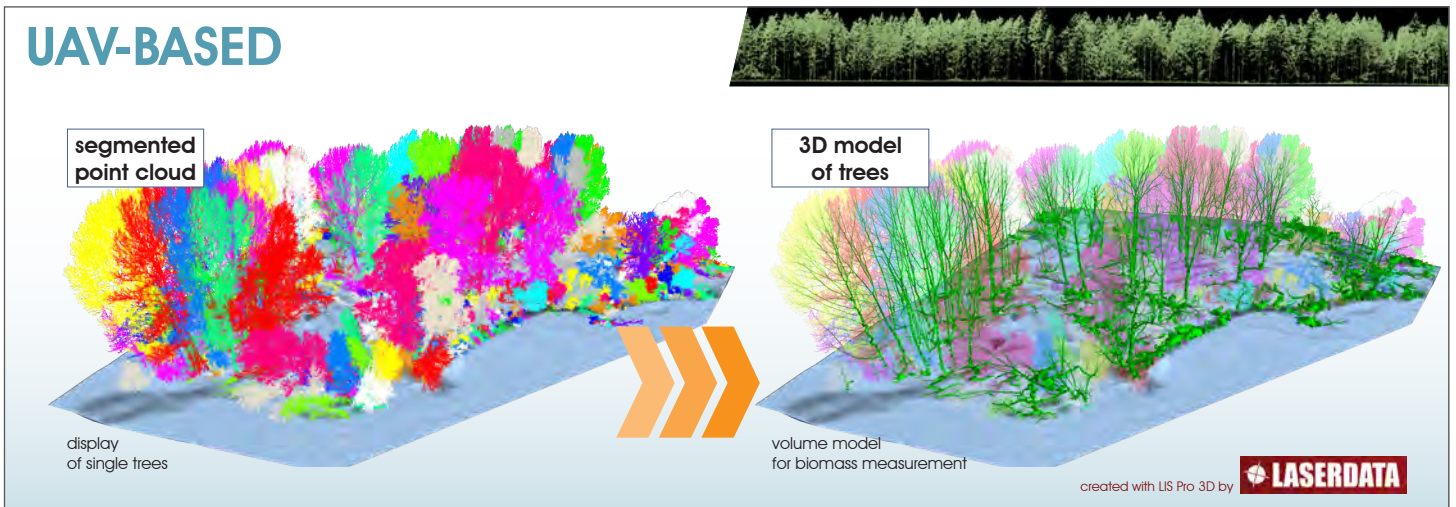 UAV-BASED
segmented
point cloud
3D model
of trees
display
of single trees
volume model
for biomass measurement
created with LIS Pro 3D by
LASERDATA